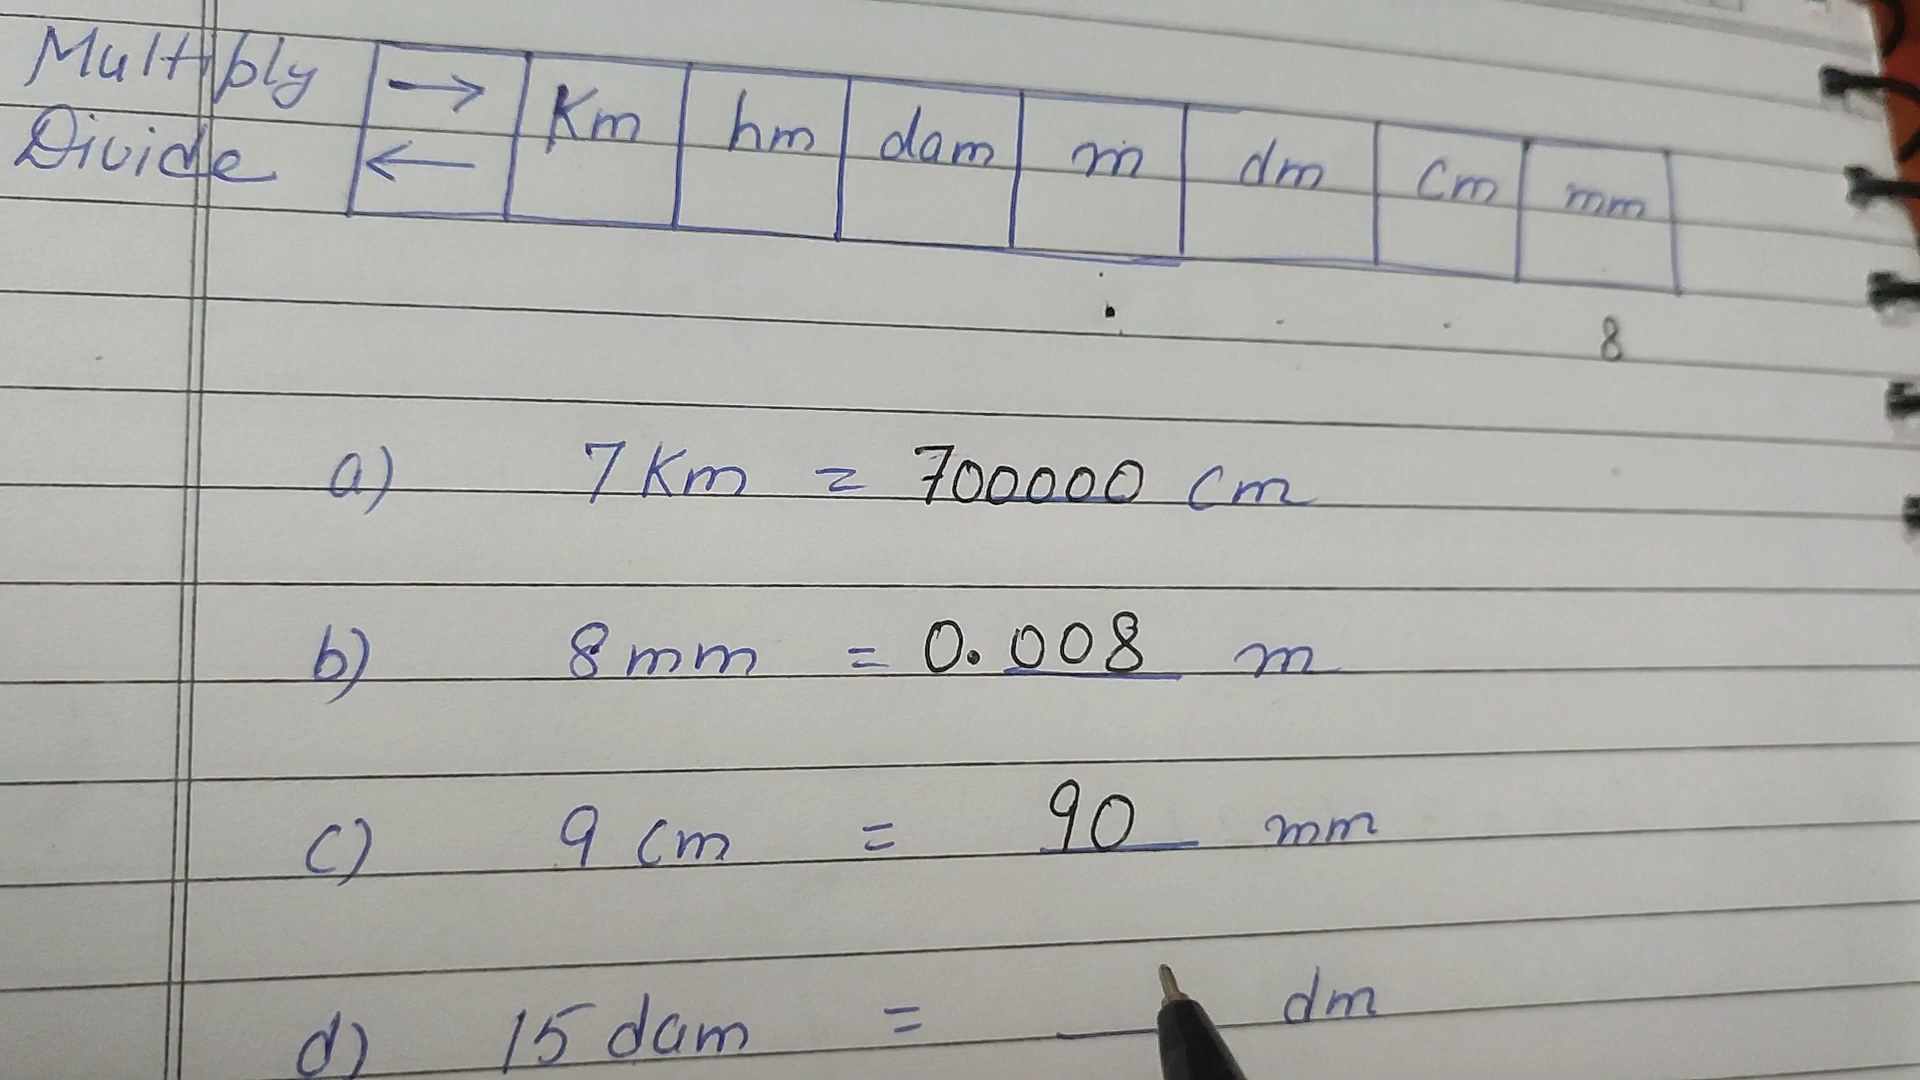 Multiply → Km hm dam m dm cm mm
Divide ←
. 8
a) 7 Km = 700000 cm
b) 8 mm = 0.008 m
c) 9 cm = 90 mm
d) 15 dam = ___ dm